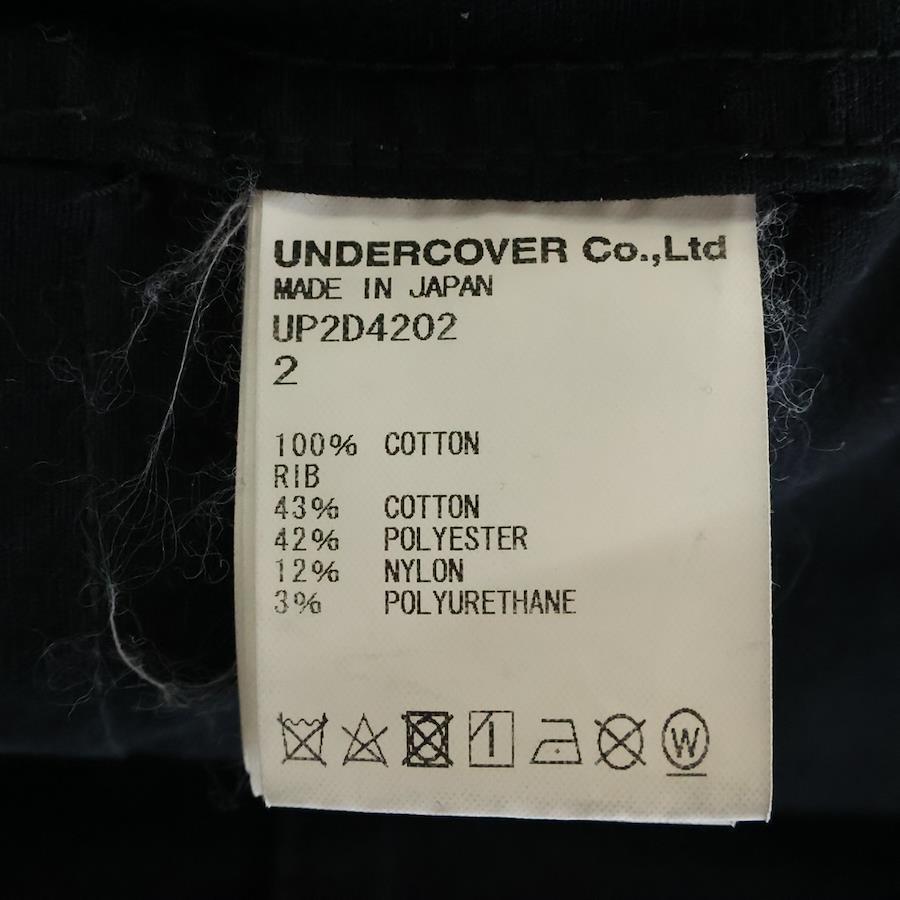 UNDERCOVER Co.,Ltd
MADE IN JAPAN
UP2D4202
2
100% COTTON
RIB
43% COTTON
42% POLYESTER
12% NYLON
3% POLYURETHANE
W